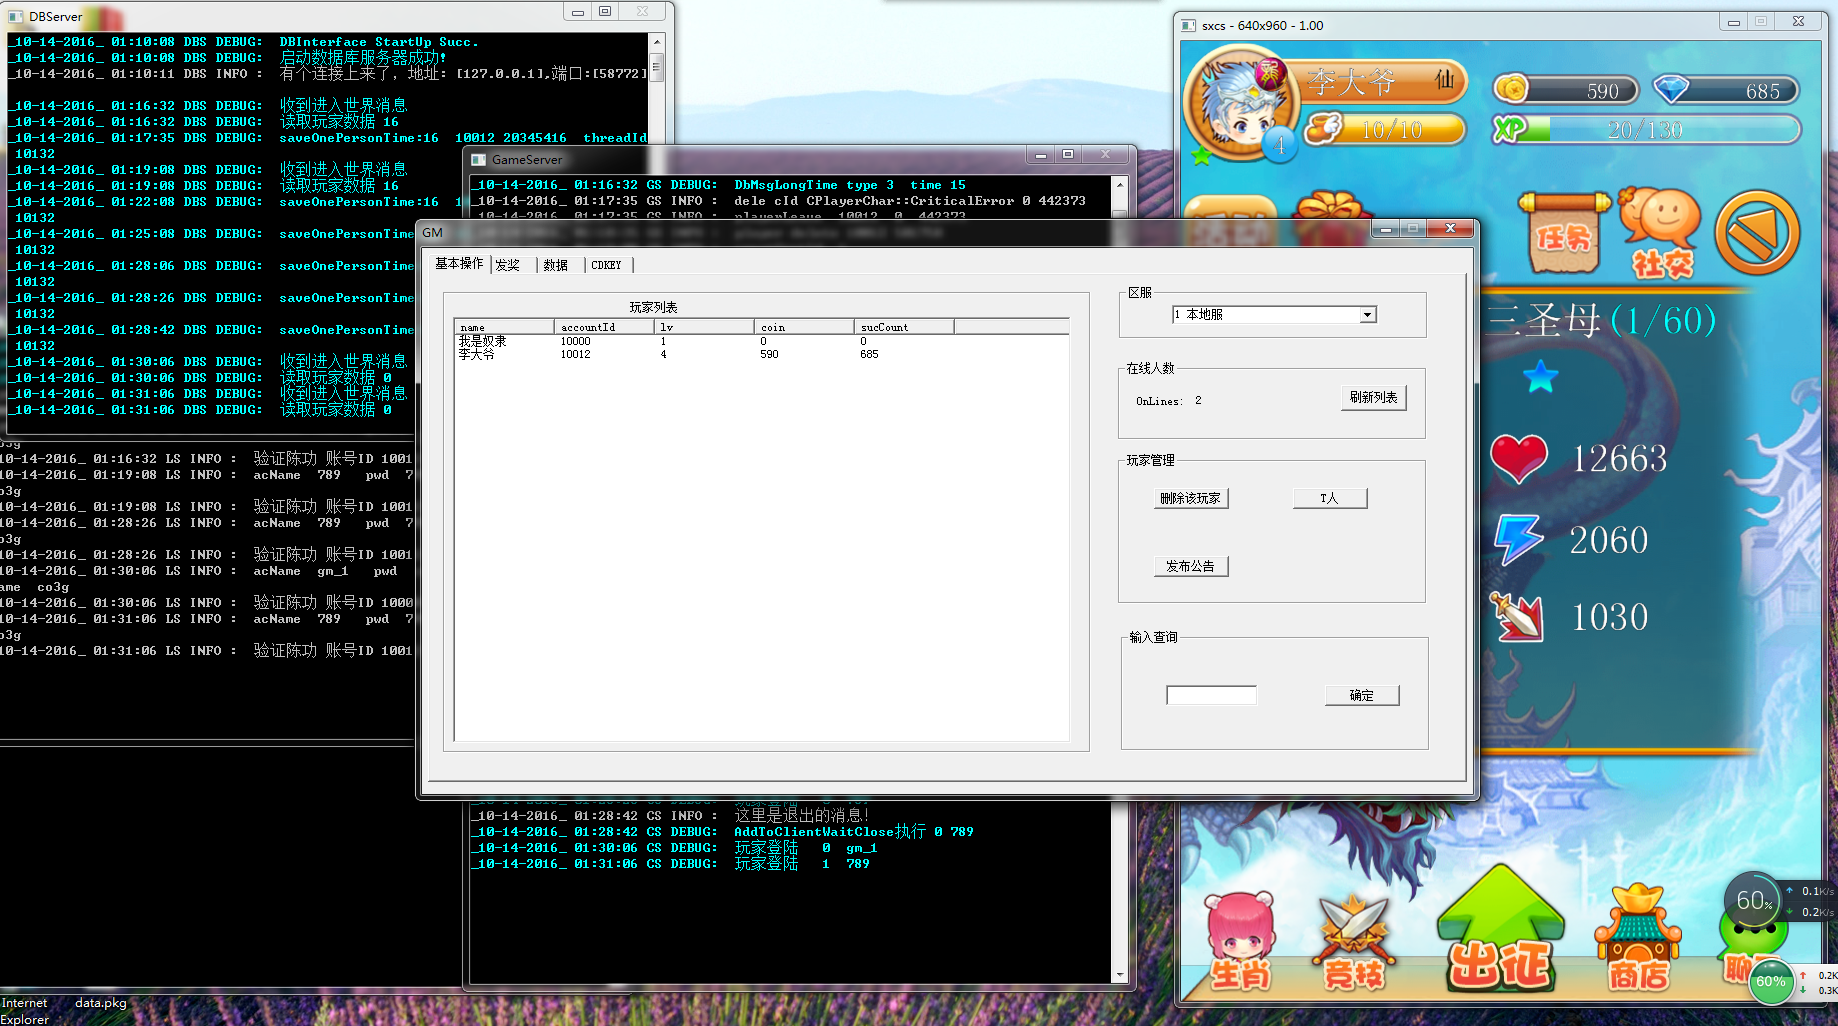 DBServer
_10-14-2016_ 01:10:08 DBS DEBUG:  DBInterface StartUp Succ.
_10-14-2016_ 01:10:08 DBS DEBUG:  启动数据库服务器成功!
_10-14-2016_ 01:10:11 DBS INFO :  有个连接上来了, 地址: [127.0.0.1],端口:[58772]
_10-14-2016_ 01:16:32 DBS DEBUG:  收到进入世界消息
_10-14-2016_ 01:16:32 DBS DEBUG:  读取玩家数据 16
_10-14-2016_ 01:17:35 DBS DEBUG:  saveOnePersonTime:16  10012 20345416  threadId
10132
_10-14-2016_ 01:19:08 DBS DEBUG:  收到进入世界消息
_10-14-2016_ 01:19:08 DBS DEBUG:  读取玩家数据 16
_10-14-2016_ 01:22:08 DBS DEBUG:  saveOnePersonTime:16  1
10132
_10-14-2016_ 01:25:08 DBS DEBUG:  saveOnePersonTime
10132
_10-14-2016_ 01:28:06 DBS DEBUG:  saveOnePersonTime
10132
_10-14-2016_ 01:28:26 DBS DEBUG:  saveOnePersonTime
10132
_10-14-2016_ 01:28:42 DBS DEBUG:  saveOnePersonTime
10132
_10-14-2016_ 01:30:06 DBS DEBUG:  收到进入世界消息
_10-14-2016_ 01:30:06 DBS DEBUG:  读取玩家数据 0
_10-14-2016_ 01:31:06 DBS DEBUG:  收到进入世界消息
_10-14-2016_ 01:31:06 DBS DEBUG:  读取玩家数据 0
o3g
10-14-2016_ 01:16:32 LS INFO :  验证陈功 账号ID 1001
10-14-2016_ 01:19:08 LS INFO :  acName  789   pwd  7
o3g
10-14-2016_ 01:19:08 LS INFO :  验证陈功 账号ID 1001
10-14-2016_ 01:28:26 LS INFO :  acName  789   pwd  7
o3g
10-14-2016_ 01:28:26 LS INFO :  验证陈功 账号ID 1001
10-14-2016_ 01:30:06 LS INFO :  acName  gm_1   pwd
ame  co3g
10-14-2016_ 01:30:06 LS INFO :  验证陈功 账号ID 1000
10-14-2016_ 01:31:06 LS INFO :  acName  789   pwd  7
o3g
10-14-2016_ 01:31:06 LS INFO :  验证陈功 账号ID 1001
GameServer
_10-14-2016_ 01:16:32 GS DEBUG:  DbMsgLongTime type 3  time 15
_10-14-2016_ 01:17:35 GS INFO :  dele cId CPlayerChar::CriticalError 0 442373
_10-14-2016_ 01:17:35 GS INFO :  playerLeave  10012  0  442373
GM
基本操作 发奖 数据 CDKEY
玩家列表
name accountId lv coin sucCount
我是奴隶 10000 1 0 0
李大爷 10012 4 590 685
区服
1 本地服
在线人数
OnLines: 2
刷新列表
玩家管理
删除该玩家 T人
发布公告
输入查询
确定
_10-14-2016_ 01:28:42 CS INFO :  这里是退出的消息!
_10-14-2016_ 01:28:42 CS DEBUG:  AddToClientWaitClose执行 0 789
_10-14-2016_ 01:30:06 CS DEBUG:  玩家登陆   0  gm_1
_10-14-2016_ 01:31:06 CS DEBUG:  玩家登陆   1  789
sxcs - 640x960 - 1.00
李大爷 仙 590 685
4 10/10 XP 20/130
活动 任务 社交
三圣母(1/60)
12663
2060
1030
生肖 竞技 出征 商店 聊
60% 0.1K/s
0.2K/s
60% 0.2K
0.3K
Internet
Explorer
data.pkg